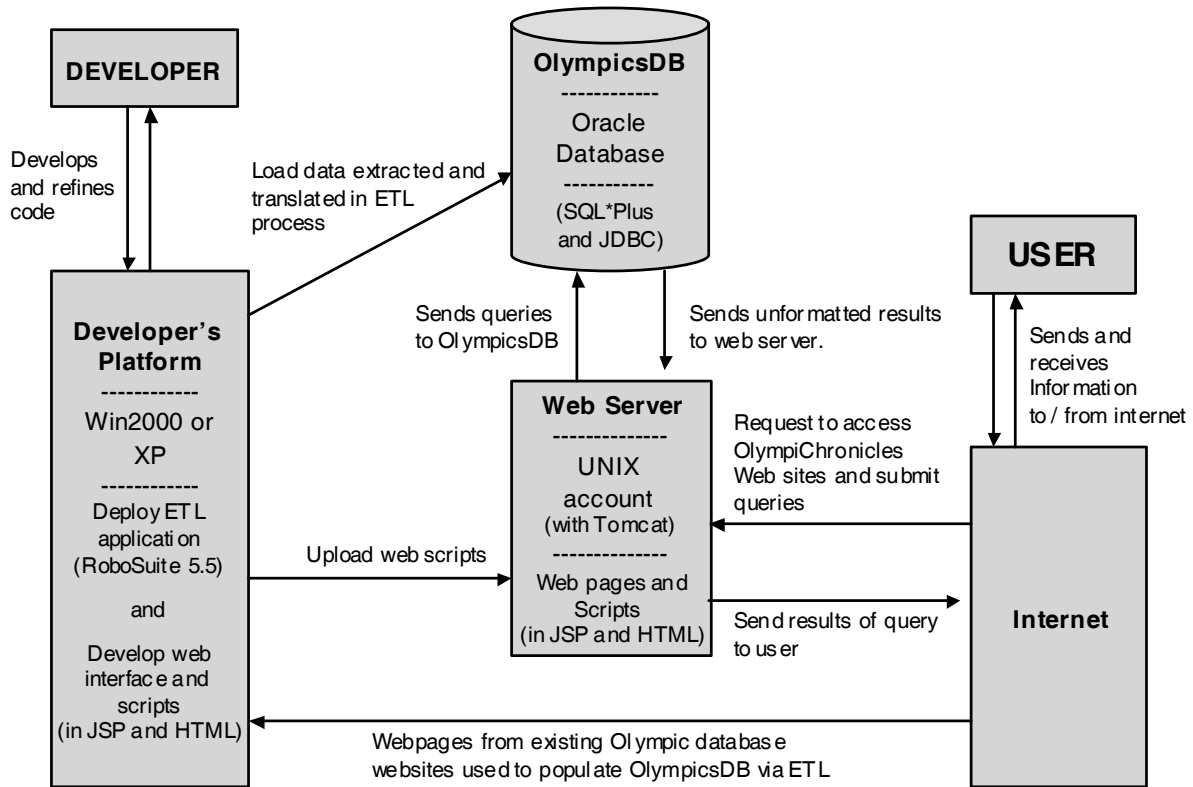 DEVELOPER
Develops
and refines
code
Load data extracted and
translated in ETL
process
OlympicsDB
-------------
Oracle
Database
------------
(SQL*Plus
and JDBC)
USER
Sends and
receives
Information
to / from internet
Developer's
Platform
------------
Win2000 or
XP
------------
Deploy ETL
application
(RoboSuite 5.5)
and
Develop web
interface and
scripts
(in JSP and HTML)
Sends queries
to OlympicsDB
Sends unformatted results
to web server.
Web Server
--------------
UNIX
account
(with Tomcat)
--------------
Web pages and
Scripts
(in JSP and HTML)
Request to access
OlympiChronicles
Web sites and submit
queries
Upload web scripts
Send results of query
to user
Internet
Webpages from existing Olympic database
websites used to populate OlympicsDB via ETL